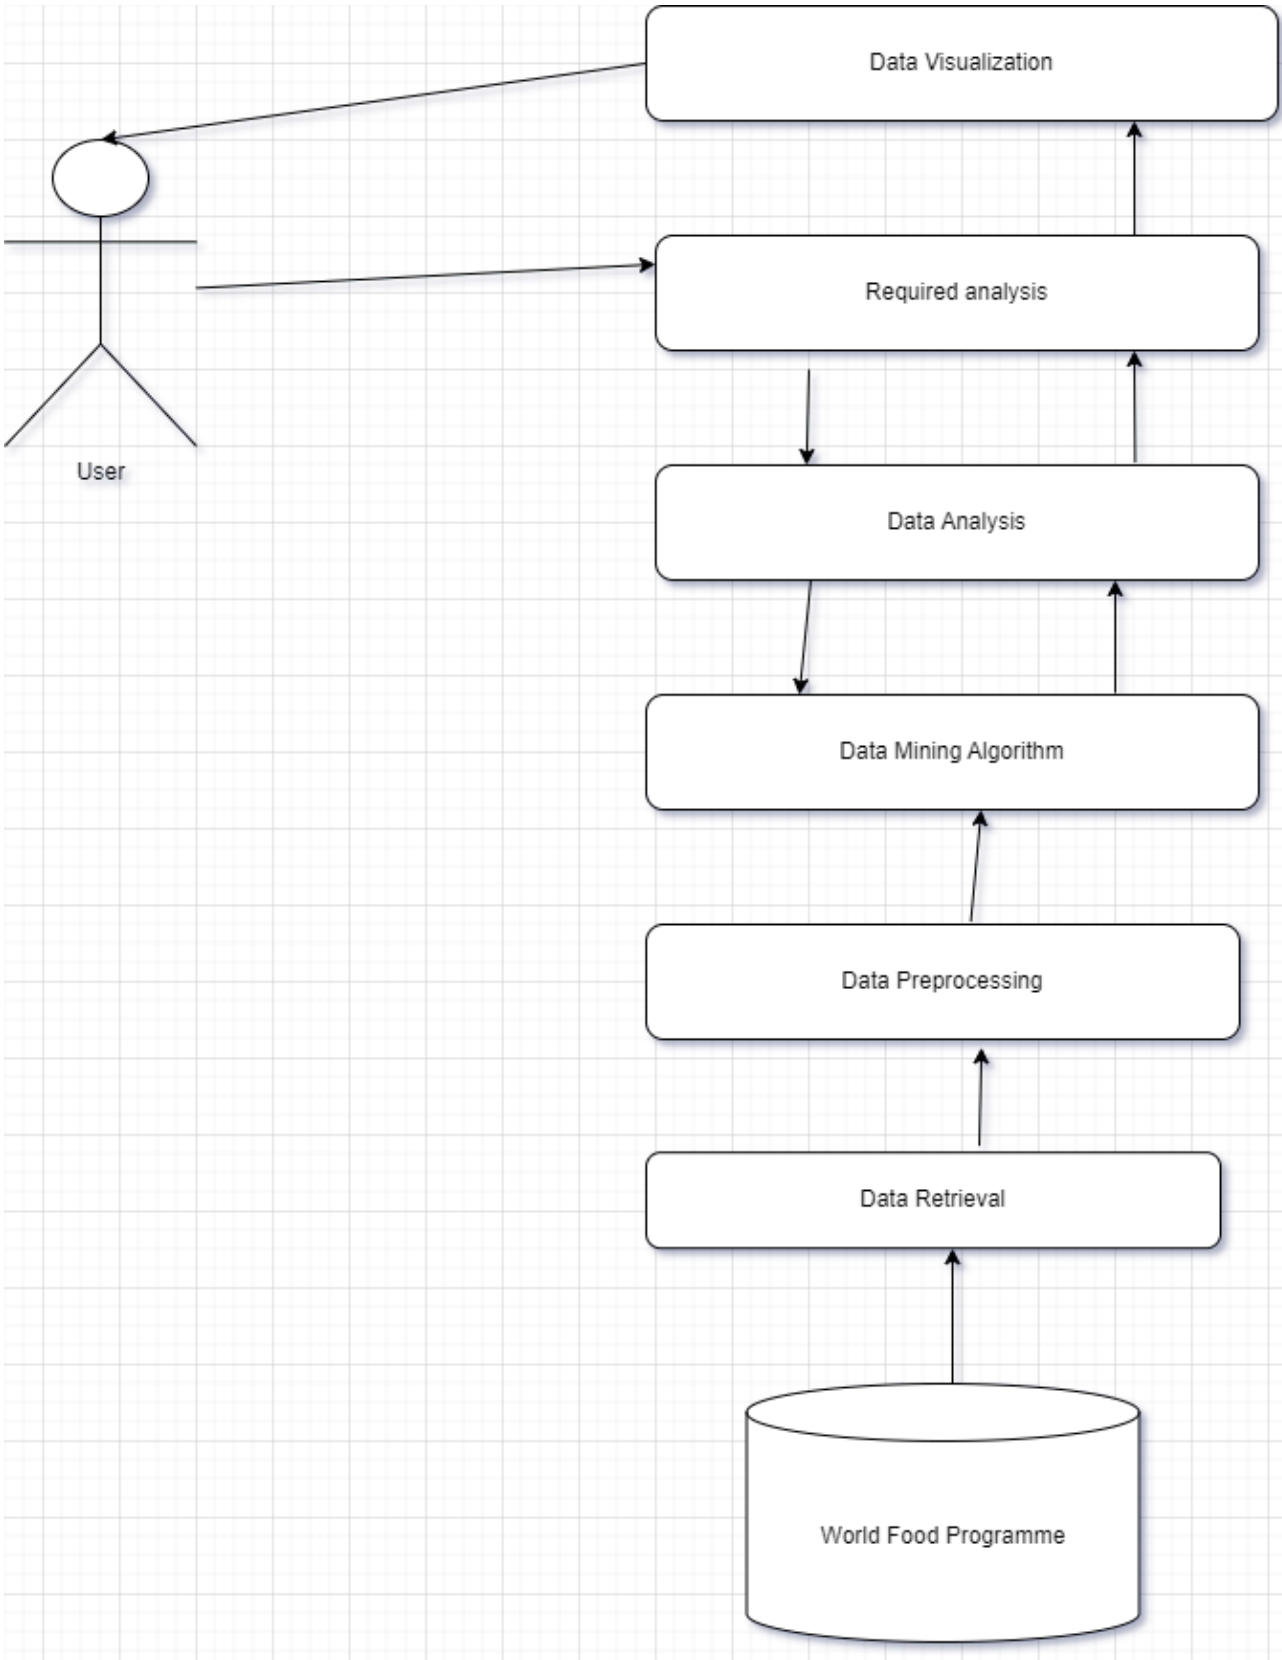 Data Visualization
Required analysis
User
Data Analysis
Data Mining Algorithm
Data Preprocessing
Data Retrieval
World Food Programme